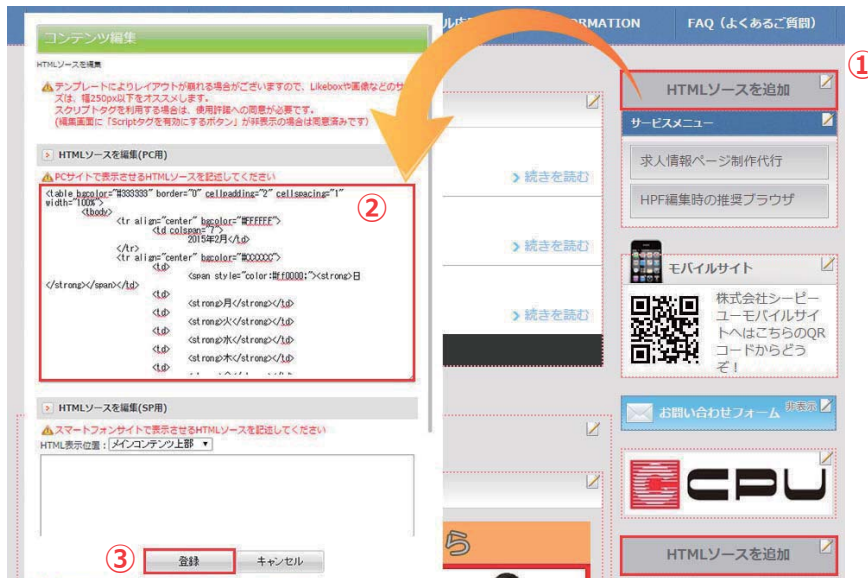 FAQ（よくあるご質問）
コンテンツ編集
HTMLソースを編集
テンプレートによりレイアウトが崩れる場合がございますので、Likeboxや画像などのサ
ズは、幅250px以下をオススメします。
スクリプトタグを利用する場合は、使用許諾への同意が必要です。
(編集画面に「Scriptタグを有効にするボタン」が非表示の場合は同意済みです)
HTMLソースを編集(PC用)
PCサイトで表示させるHTMLソースを記述してください
②
<table bgcolor="#333333" border="0" cellpadding="2" cellspacing="1"
width="100%">
<tbody>
<tr align="center" bgcolor="#FFFFFF">
<td colspan="7">
2015年2月</td>
</tr>
<tr align="center" bgcolor="#CCCCCC">
<td>
<span style="color:#ff0000;"><strong>日
</strong></span></td>
<td>
<strong>月</strong></td>
<td>
<strong>火</strong></td>
<td>
<strong>水</strong></td>
<td>
<strong>木</strong></td>
<td>
HTMLソースを編集(SP用)
スマートフォンサイトで表示させるHTMLソースを記述してください
HTML表示位置：メインコンテンツ上部 ▼
③ 登録 キャンセル
続きを読む
続きを読む
続きを読む
①
HTMLソースを追加
サービスメニュー
求人情報ページ制作代行
HPF編集時の推奨ブラウザ
モバイルサイト
株式会社シーピー
ユーモバイルサイ
トへはこちらのQR
コードからどう
ぞ！
お問い合わせフォーム 非表示
CPU
HTMLソースを追加